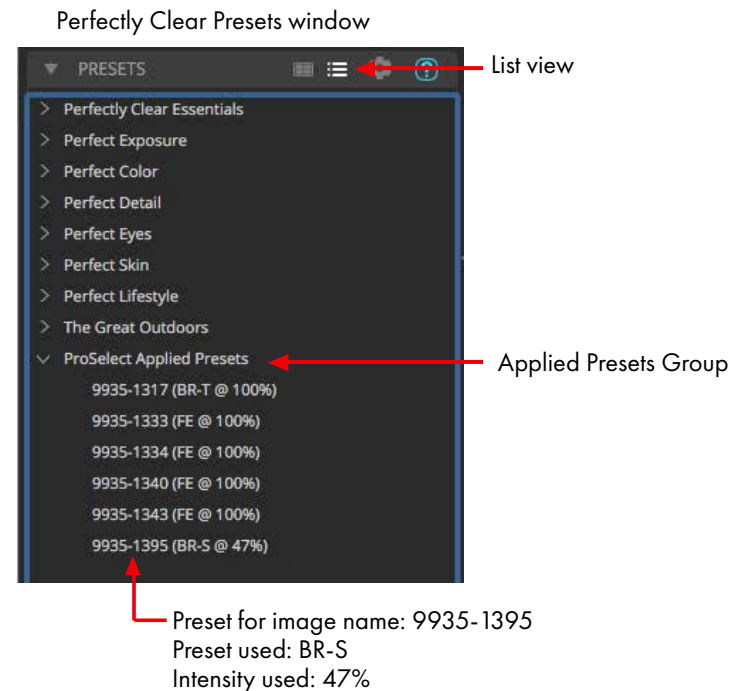 Perfectly Clear Presets window
PRESETS
List view
Perfectly Clear Essentials
Perfect Exposure
Perfect Color
Perfect Detail
Perfect Eyes
Perfect Skin
Perfect Lifestyle
The Great Outdoors
ProSelect Applied Presets
Applied Presets Group
9935-1317 (BR-T @ 100%)
9935-1333 (FE @ 100%)
9935-1334 (FE @ 100%)
9935-1340 (FE @ 100%)
9935-1343 (FE @ 100%)
9935-1395 (BR-S @ 47%)
Preset for image name: 9935-1395
Preset used: BR-S
Intensity used: 47%